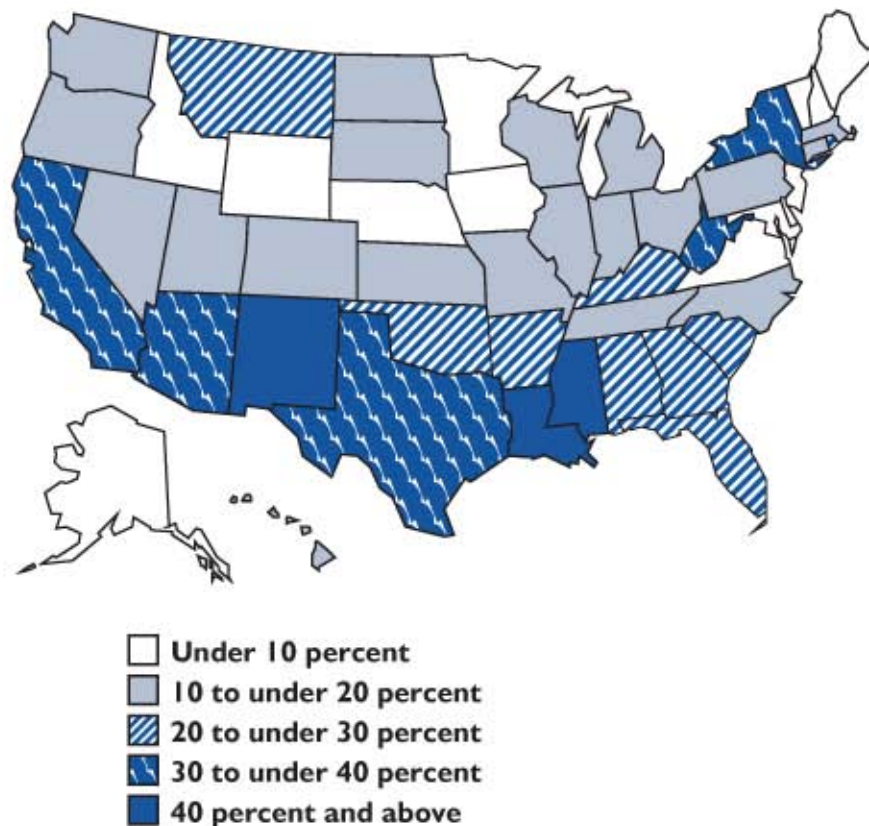 Under 10 percent
10 to under 20 percent
20 to under 30 percent
30 to under 40 percent
40 percent and above